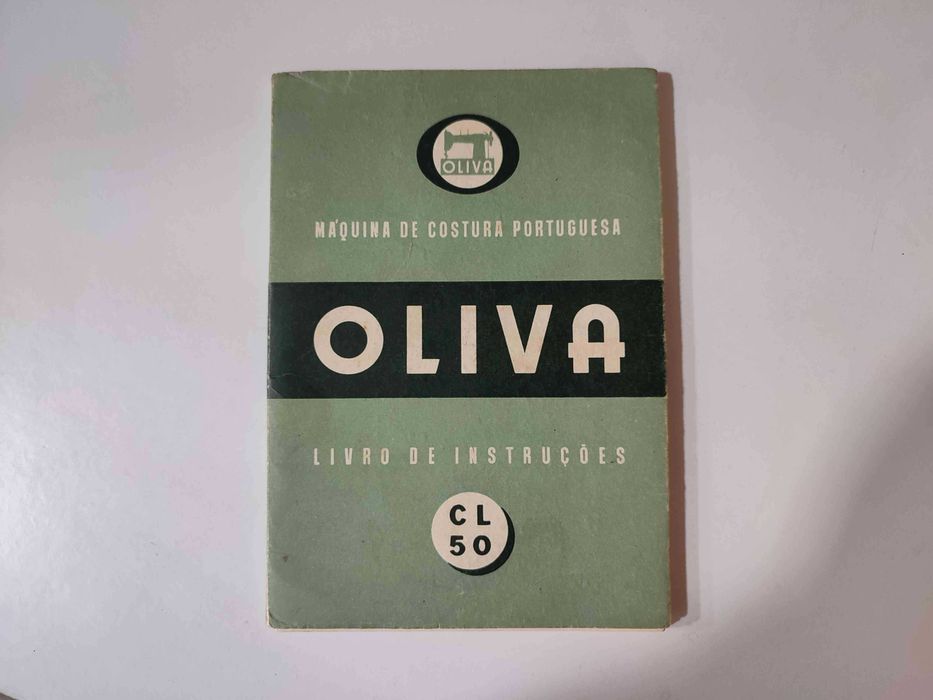 OLIVA
MÁQUINA DE COSTURA PORTUGUESA
OLIVA
LIVRO DE INSTRUÇÕES
CL
50